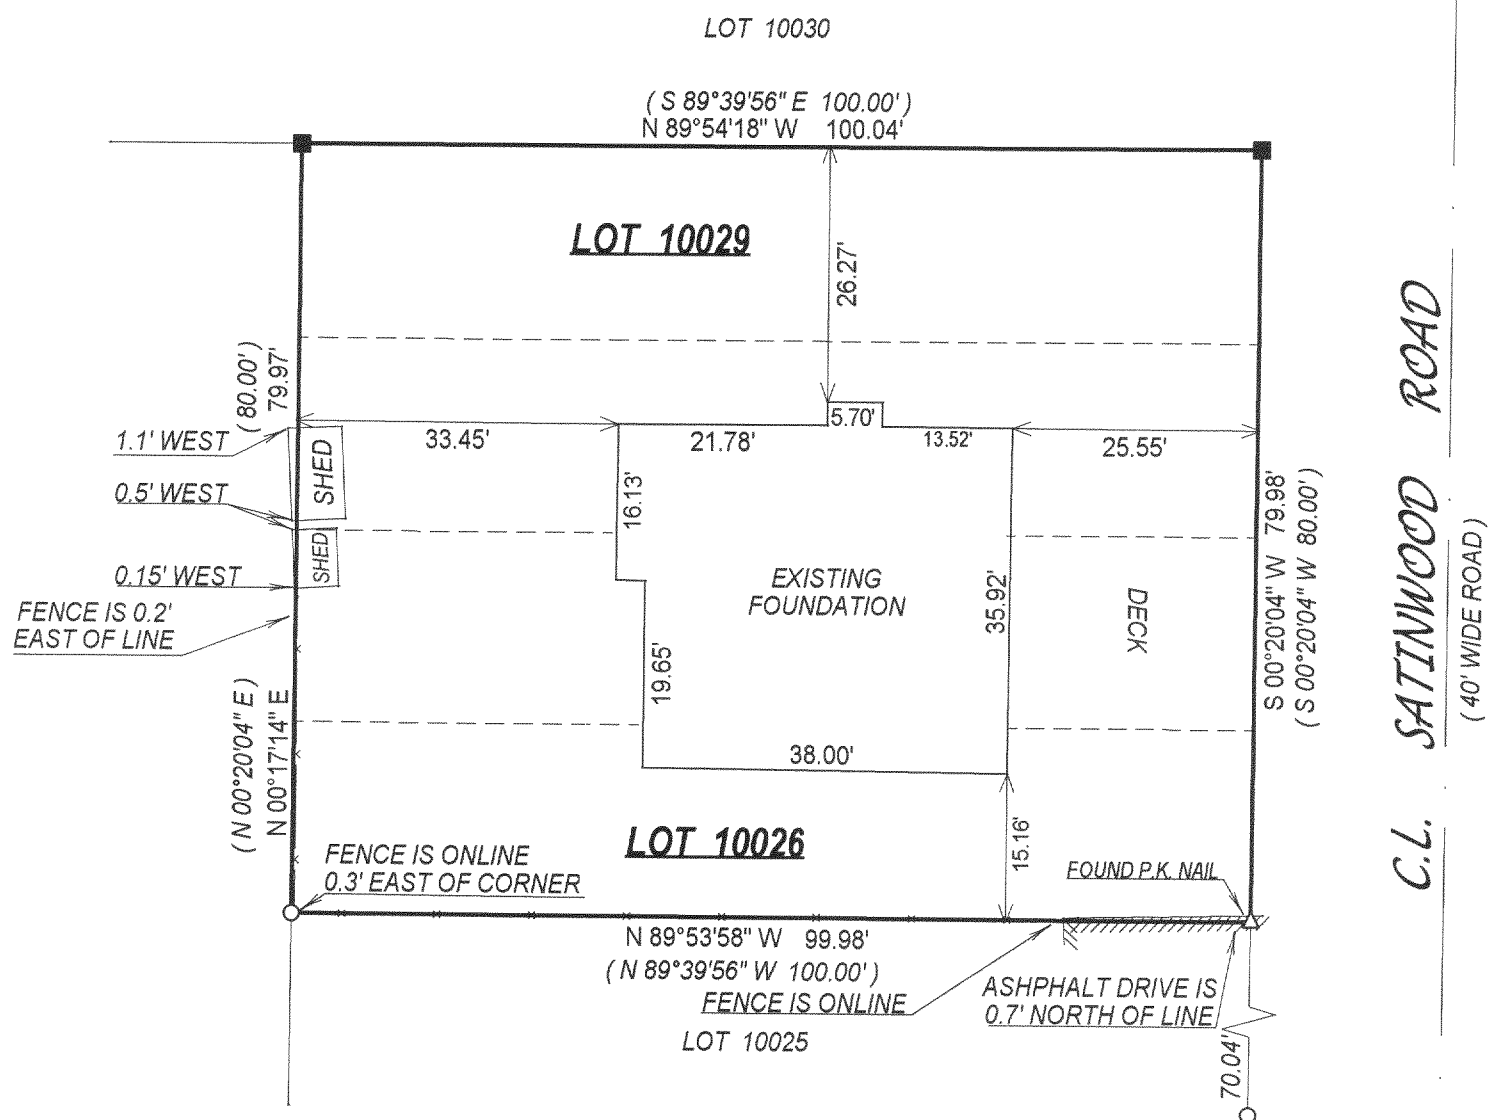 LOT 10030
( S 89°39'56" E 100.00' )
N 89°54'18" W 100.04'
LOT 10029
26.27'
( 80.00' )
79.97'
1.1' WEST
SHED
33.45'
21.78'
5.70'
13.52'
25.55'
0.5' WEST
16.13'
SHED
0.15' WEST
EXISTING
FOUNDATION
35.92'
DECK
FENCE IS 0.2'
EAST OF LINE
19.65'
S 00°20'04" W 79.98'
( S 00°20'04" W 80.00' )
C.L. SATINWOOD ROAD
( 40' WIDE ROAD )
( N 00°20'04" E )
N 00°17'14" E
38.00'
LOT 10026
15.16'
FENCE IS ONLINE
0.3' EAST OF CORNER
FOUND P.K. NAIL
N 89°53'58" W 99.98'
( N 89°39'56" W 100.00' )
FENCE IS ONLINE
ASHPHALT DRIVE IS
0.7' NORTH OF LINE
LOT 10025
70.04'